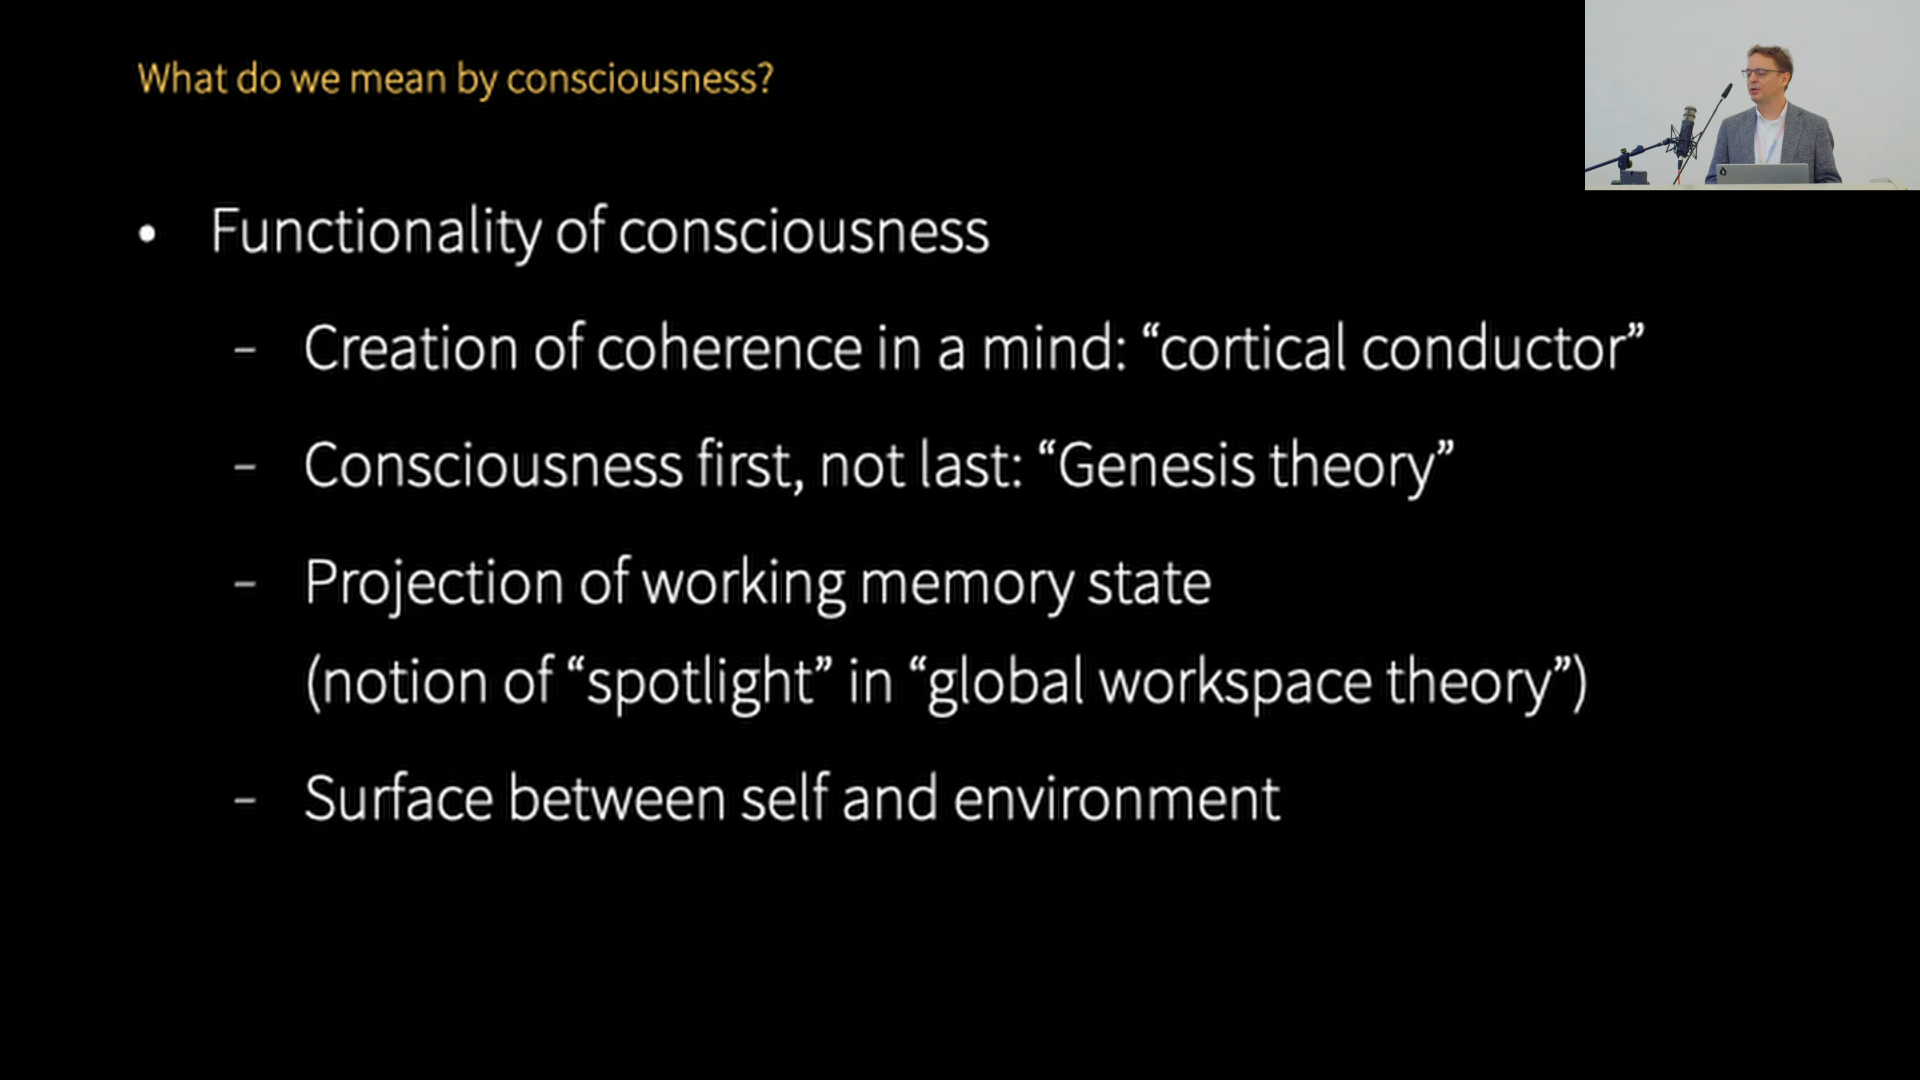 What do we mean by consciousness?
• Functionality of consciousness
– Creation of coherence in a mind: “cortical conductor”
– Consciousness first, not last: “Genesis theory”
– Projection of working memory state
(notion of “spotlight” in “global workspace theory”)
– Surface between self and environment